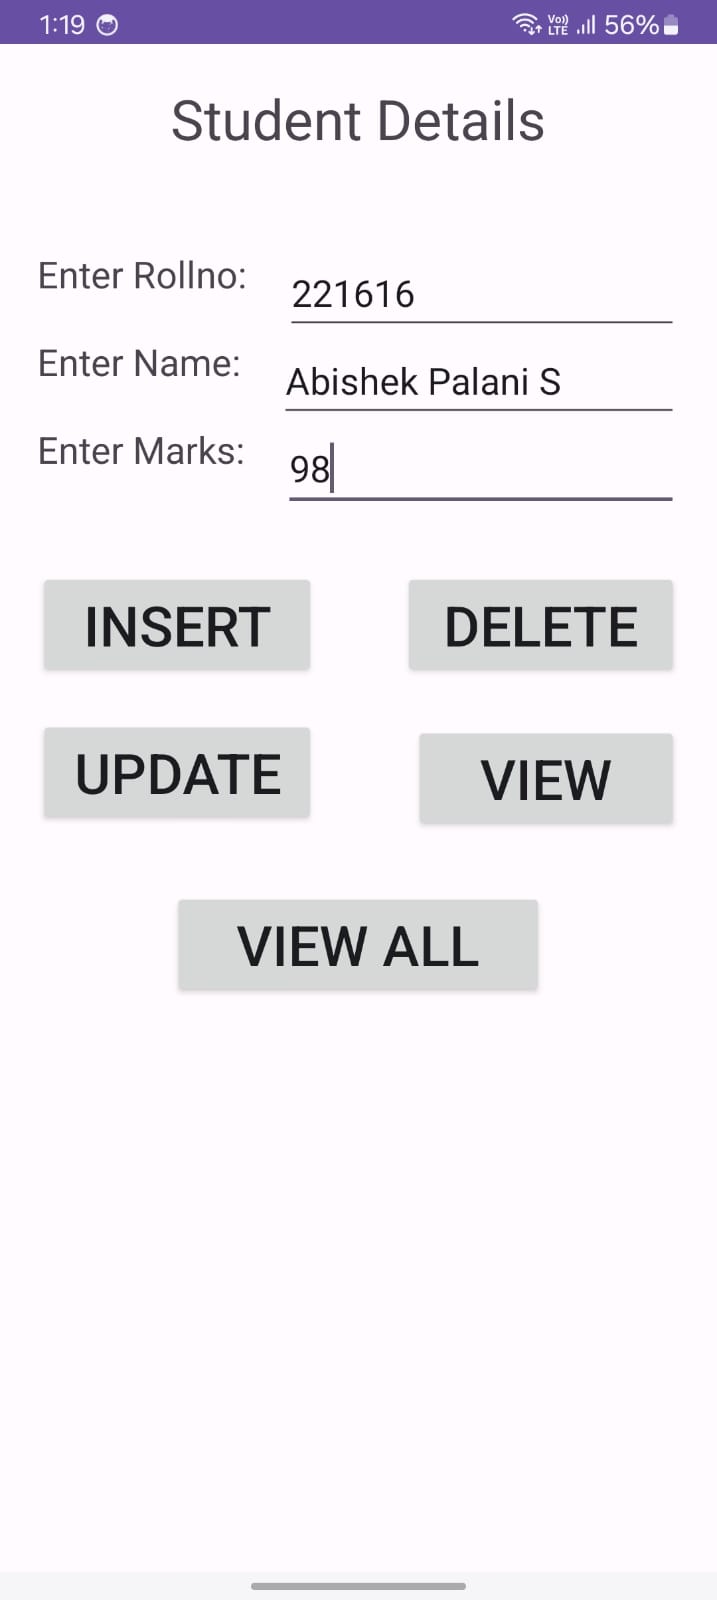 1:19 Vo)) LTE 56%
Student Details
Enter Rollno: 221616
Enter Name: Abishek Palani S
Enter Marks: 98
INSERT DELETE
UPDATE VIEW
VIEW ALL